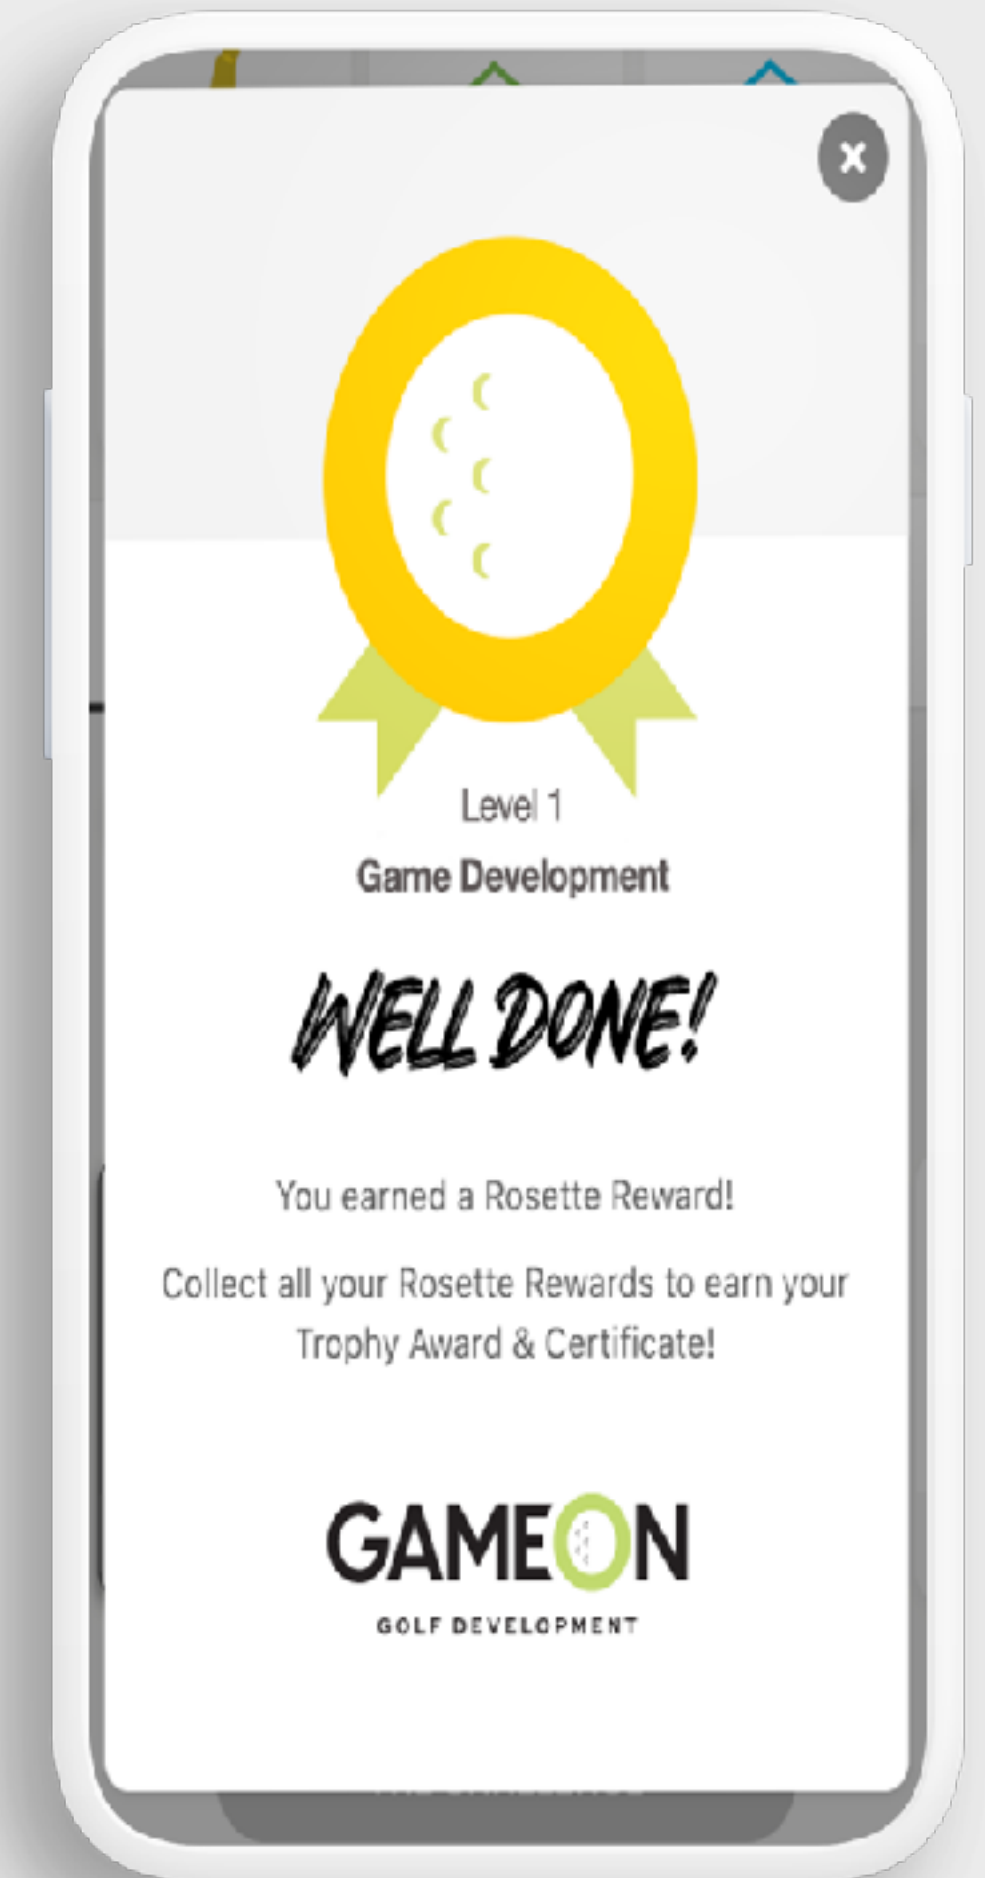 x
Level 1
Game Development
WELL DONE!
You earned a Rosette Reward!
Collect all your Rosette Rewards to earn your
Trophy Award & Certificate!
GAMEON
GOLF DEVELOPMENT